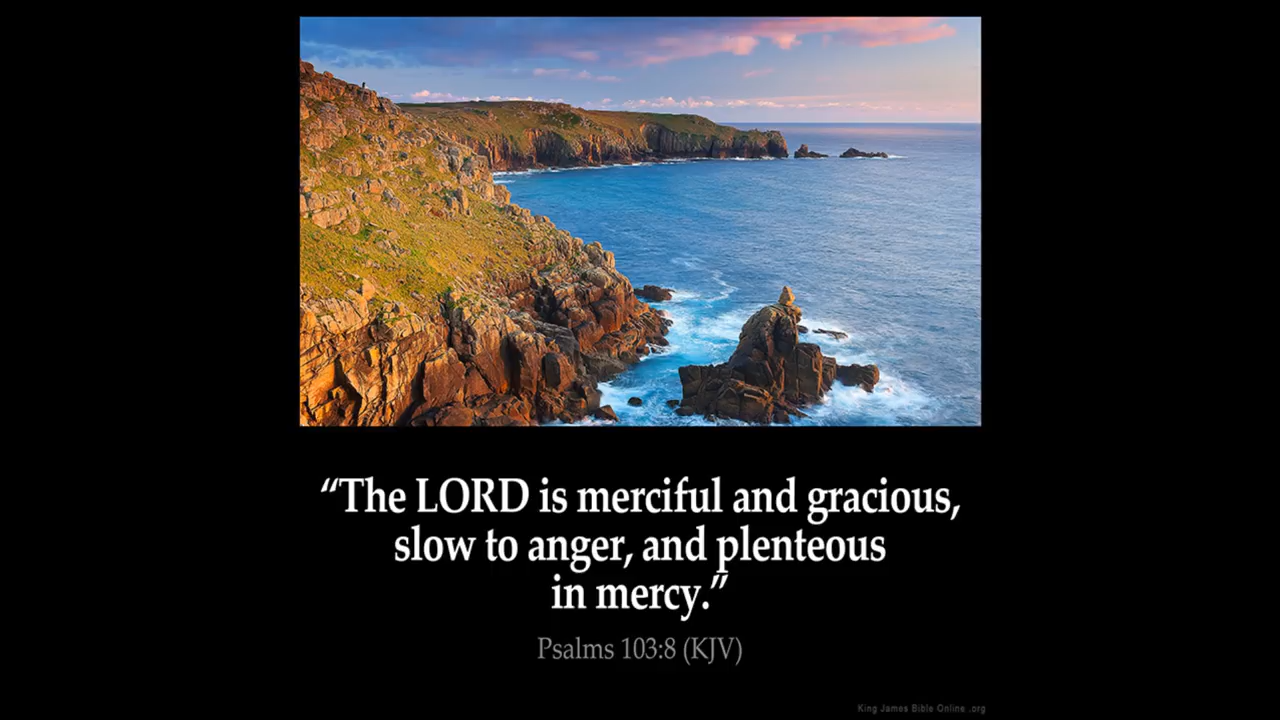 “The LORD is merciful and gracious,
slow to anger, and plenteous
in mercy.”
Psalms 103:8 (KJV)
King James Bible Online .org